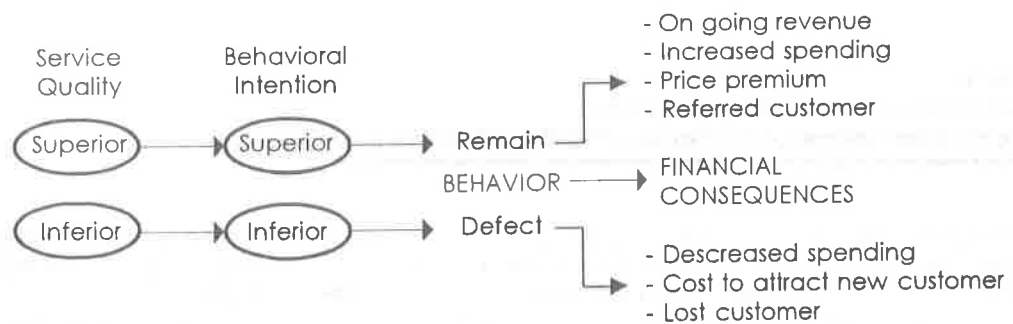 Service
Quality
Behavioral
Intention
- On going revenue
- Increased spending
- Price premium
- Referred customer
Superior
Superior
Remain
BEHAVIOR
FINANCIAL
CONSEQUENCES
Inferior
Inferior
Defect
- Descreased spending
- Cost to attract new customer
- Lost customer